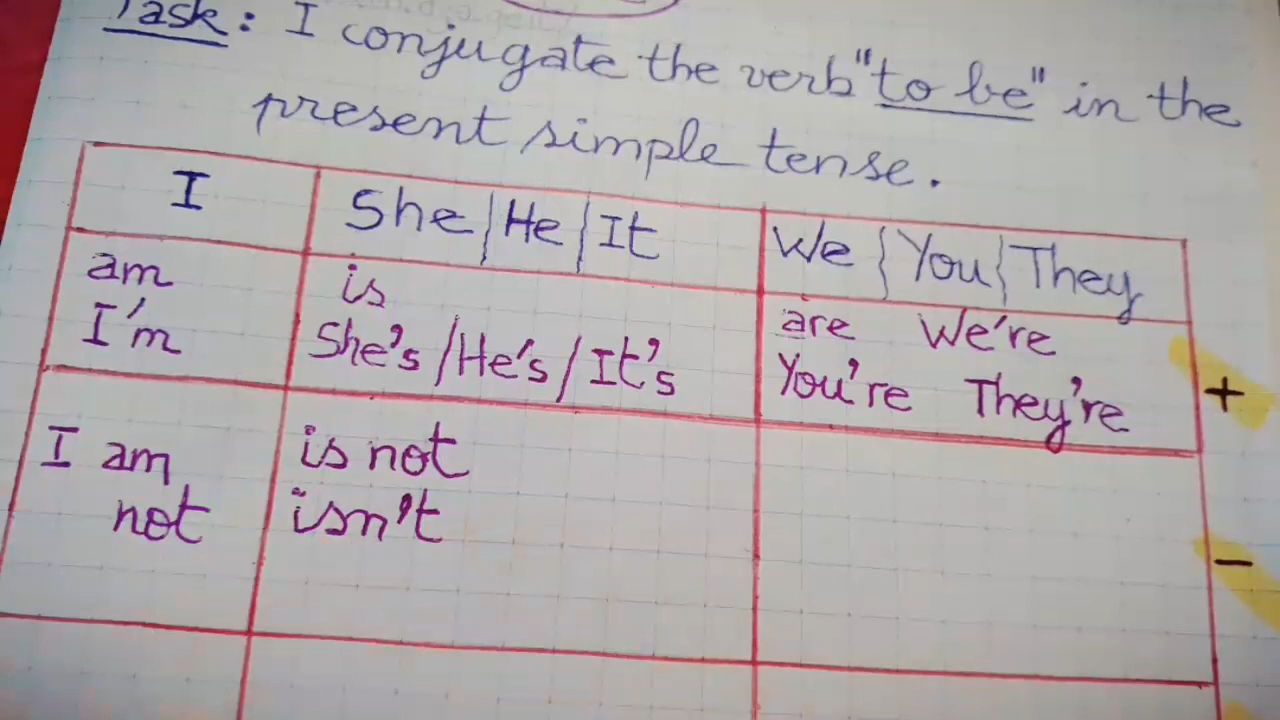 Task: I conjugate the verb "to be" in the
present simple tense.
I She/He/It We { You { They
am is are We're
I'm She's/He's/It's You're They're +
I am is not
not isn't -